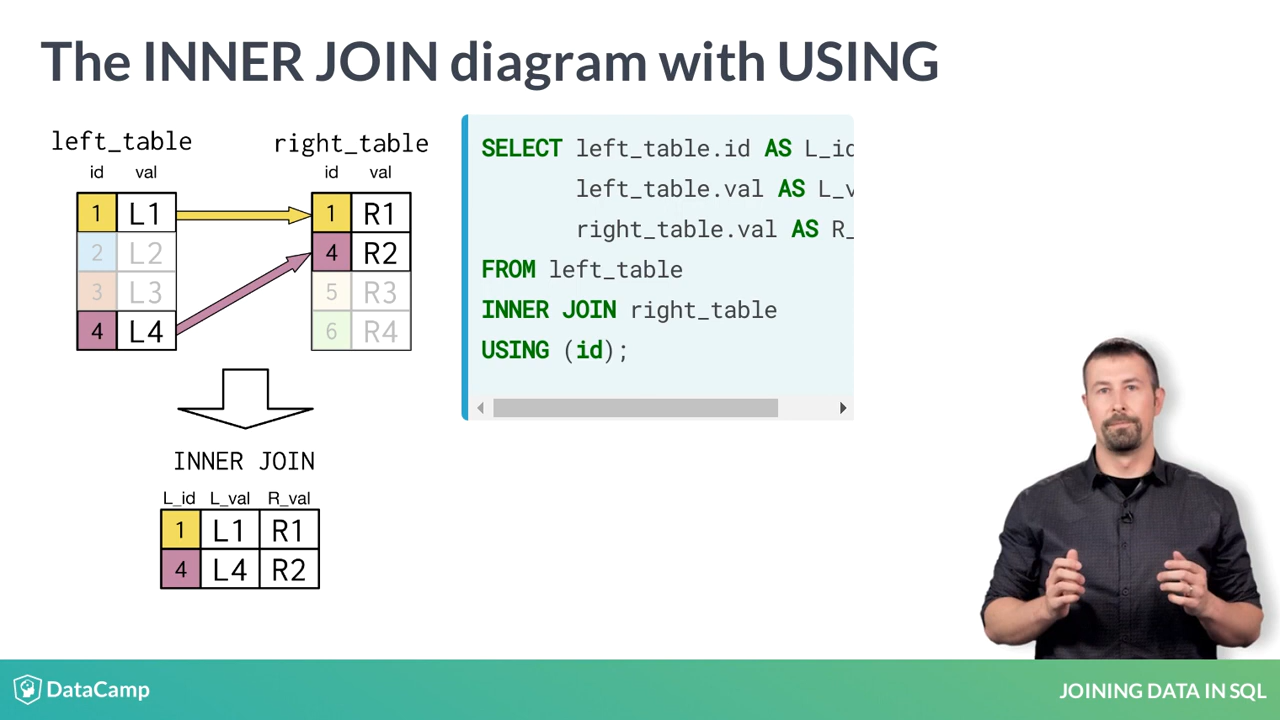 The INNER JOIN diagram with USING
left_table
right_table
id val
id val
1 L1
2 L2
3 L3
4 L4
1 R1
4 R2
5 R3
6 R4
INNER JOIN
L_id L_val R_val
1 L1 R1
4 L4 R2
SELECT left_table.id AS L_id
left_table.val AS L_v
right_table.val AS R_
FROM left_table
INNER JOIN right_table
USING (id);
DataCamp
JOINING DATA IN SQL